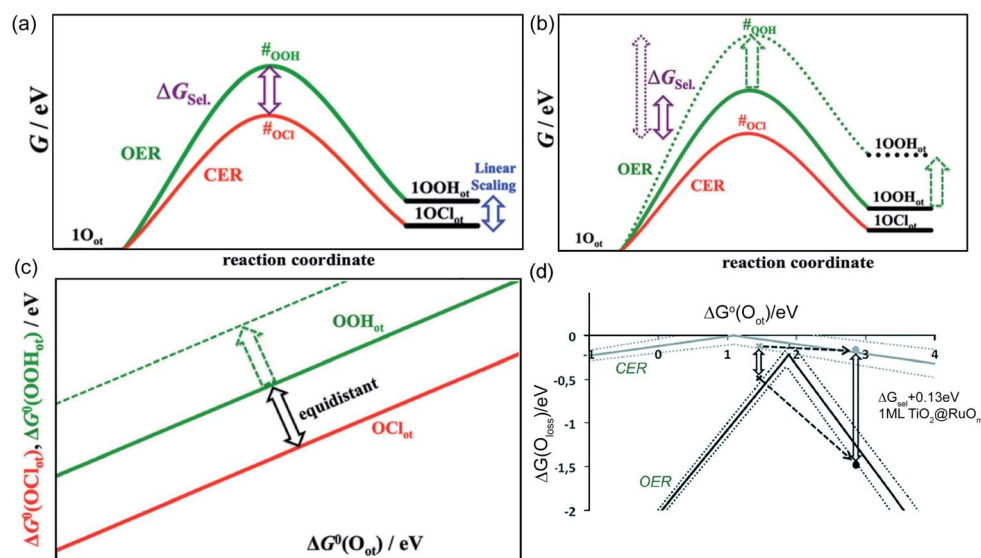 (a)
#OOH
ΔGSel.
#OCl
OER
CER
Linear
Scaling
1OOHot
1OClot
1Oot
G / eV
reaction coordinate
(b)
#OOH
ΔGSel.
#OCl
OER
CER
1OOHot
1OOHot
1OClot
1Oot
G / eV
reaction coordinate
(c)
OOHot
equidistant
OClot
ΔG⁰(OClot), ΔG⁰(OOHot) / eV
ΔG⁰(Oot) / eV
(d)
ΔG°(Oot)/eV
0
-1
0
1
2
3
4
CER
-0,5
-1
-1,5
-2
ΔGsel+0.13eV
1ML TiO2@RuO
OER
ΔG(Oloss)/eV